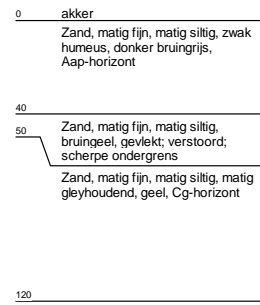 0 akker
Zand, matig fijn, matig siltig, zwak
humeus, donker bruingrijs,
Aap-horizont
40
Zand, matig fijn, matig siltig,
bruingeel, gevlekt; verstoord;
scherpe ondergrens
50
Zand, matig fijn, matig siltig, matig
gleyhoudend, geel, Cg-horizont
120